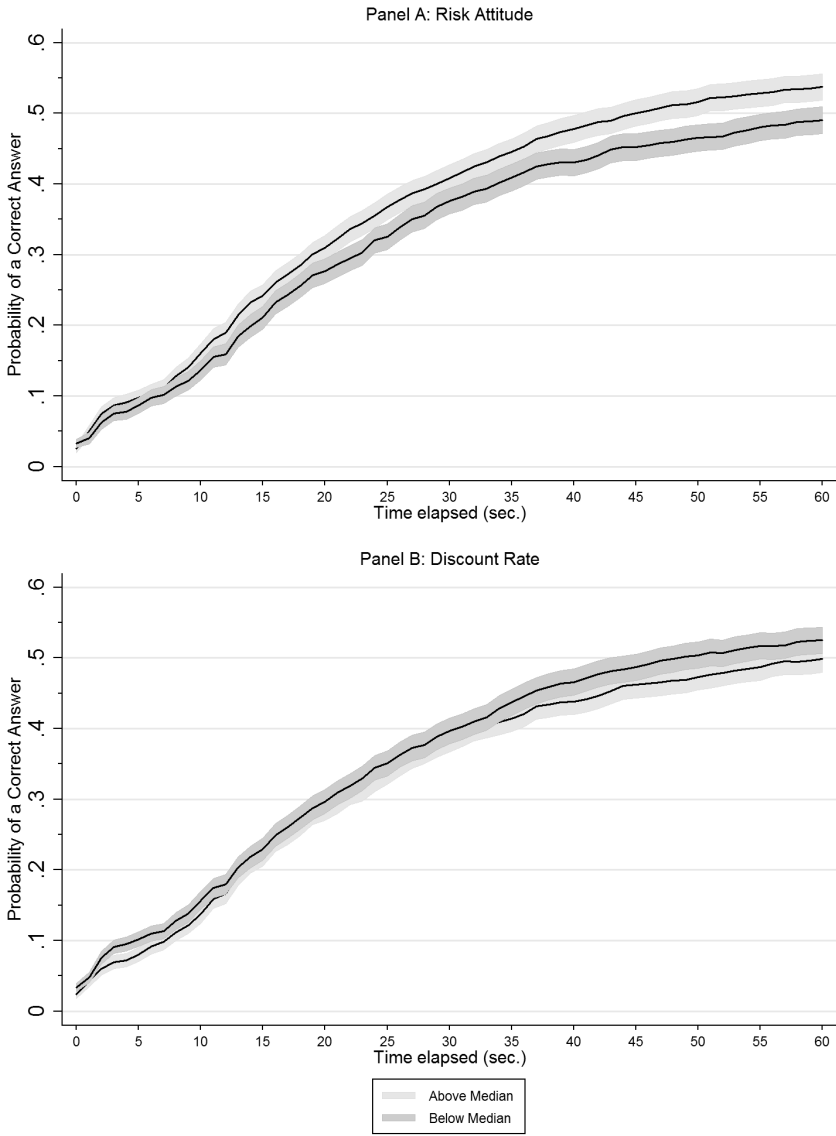 Panel A: Risk Attitude
Probability of a Correct Answer
.6
.5
.4
.3
.2
.1
0
0 5 10 15 20 25 30 35 40 45 50 55 60
Time elapsed (sec.)
Panel B: Discount Rate
Probability of a Correct Answer
.6
.5
.4
.3
.2
.1
0
0 5 10 15 20 25 30 35 40 45 50 55 60
Time elapsed (sec.)
Above Median
Below Median